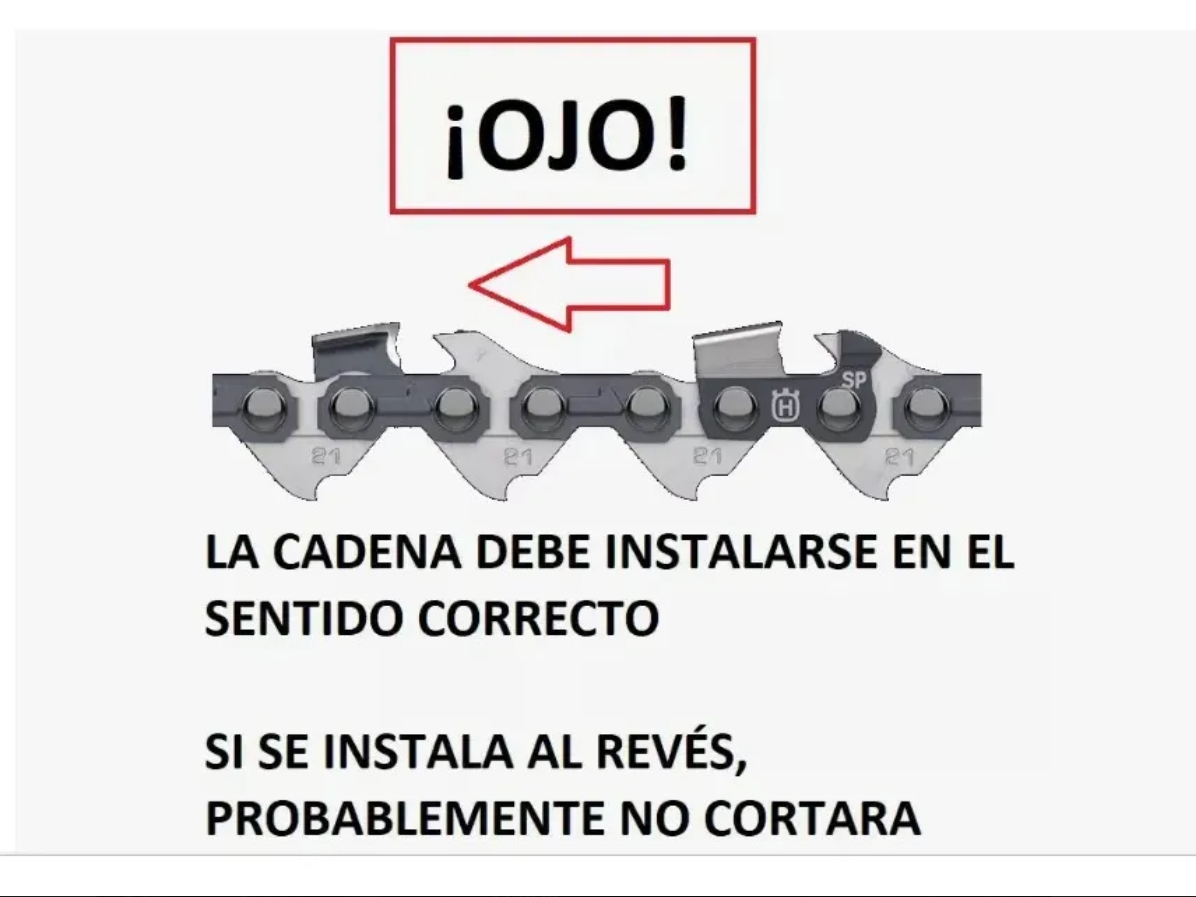 ¡OJO!
SP
H
21 21 21 21
LA CADENA DEBE INSTALARSE EN EL
SENTIDO CORRECTO
SI SE INSTALA AL REVÉS,
PROBABLEMENTE NO CORTARA